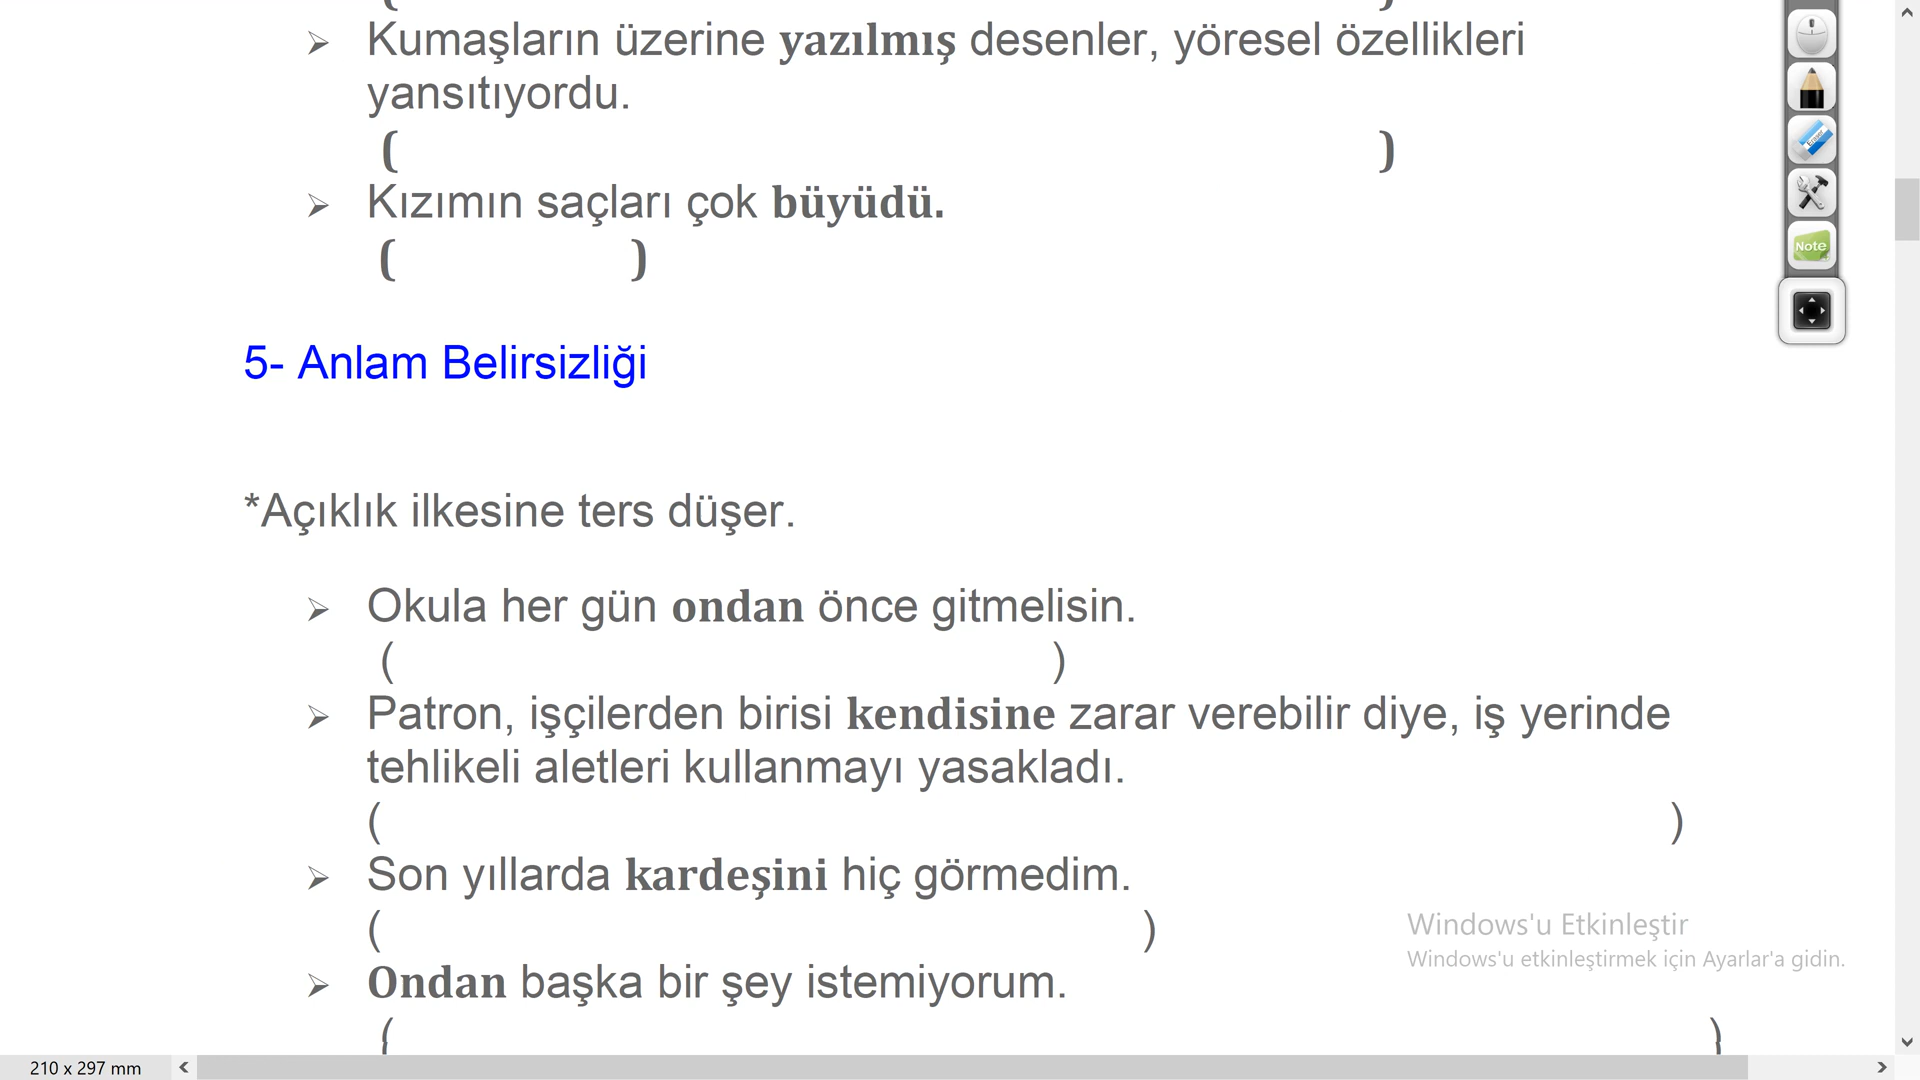 (                                        )
➢ Kumaşların üzerine yazılmış desenler, yöresel özellikleri
yansıtıyordu.
(                                        )
➢ Kızımın saçları çok büyüdü.
(          )
5- Anlam Belirsizliği
*Açıklık ilkesine ters düşer.
➢ Okula her gün ondan önce gitmelisin.
(                          )
➢ Patron, işçilerden birisi kendisine zarar verebilir diye, iş yerinde
tehlikeli aletleri kullanmayı yasakladı.
(                                                  )
➢ Son yıllarda kardeşini hiç görmedim.
(                              )
➢ Ondan başka bir şey istemiyorum.
(                                                  )
Eraser
Note
Windows'u Etkinleştir
Windows'u etkinleştirmek için Ayarlar'a gidin.
210 x 297 mm